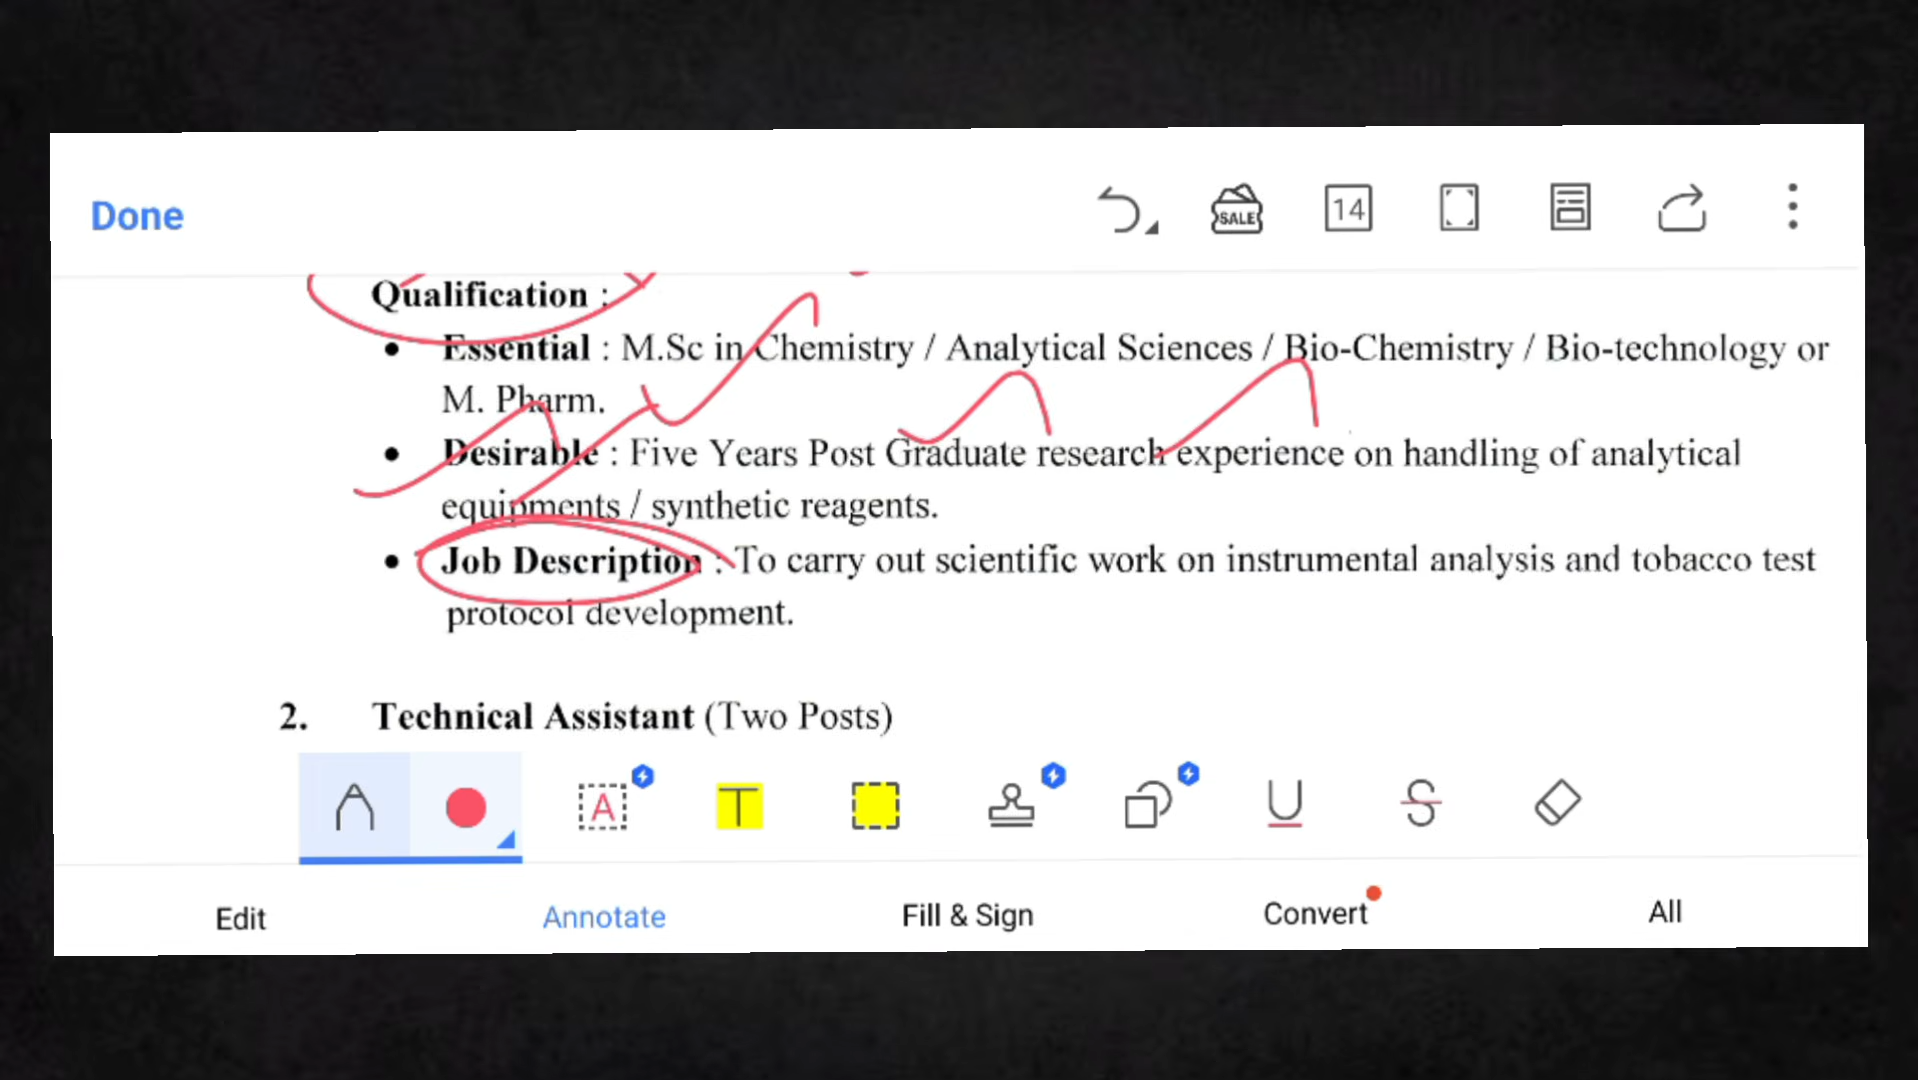 Done
SALE
14
Qualification :
• Essential : M.Sc in Chemistry / Analytical Sciences / Bio-Chemistry / Bio-technology or
M. Pharm.
• Desirable : Five Years Post Graduate research experience on handling of analytical
equipments / synthetic reagents.
• Job Description : To carry out scientific work on instrumental analysis and tobacco test
protocol development.
2. Technical Assistant (Two Posts)
A T U S
Edit Annotate Fill & Sign Convert All